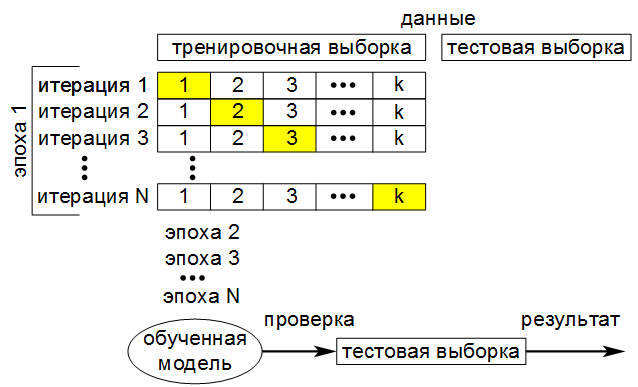 данные
тренировочная выборка тестовая выборка
эпоха 1
итерация 1 1 2 3 ••• k
итерация 2 1 2 3 ••• k
итерация 3 1 2 3 ••• k
итерация N 1 2 3 ••• k
эпоха 2
эпоха 3
•••
эпоха N
обученная
модель
проверка
тестовая выборка
результат